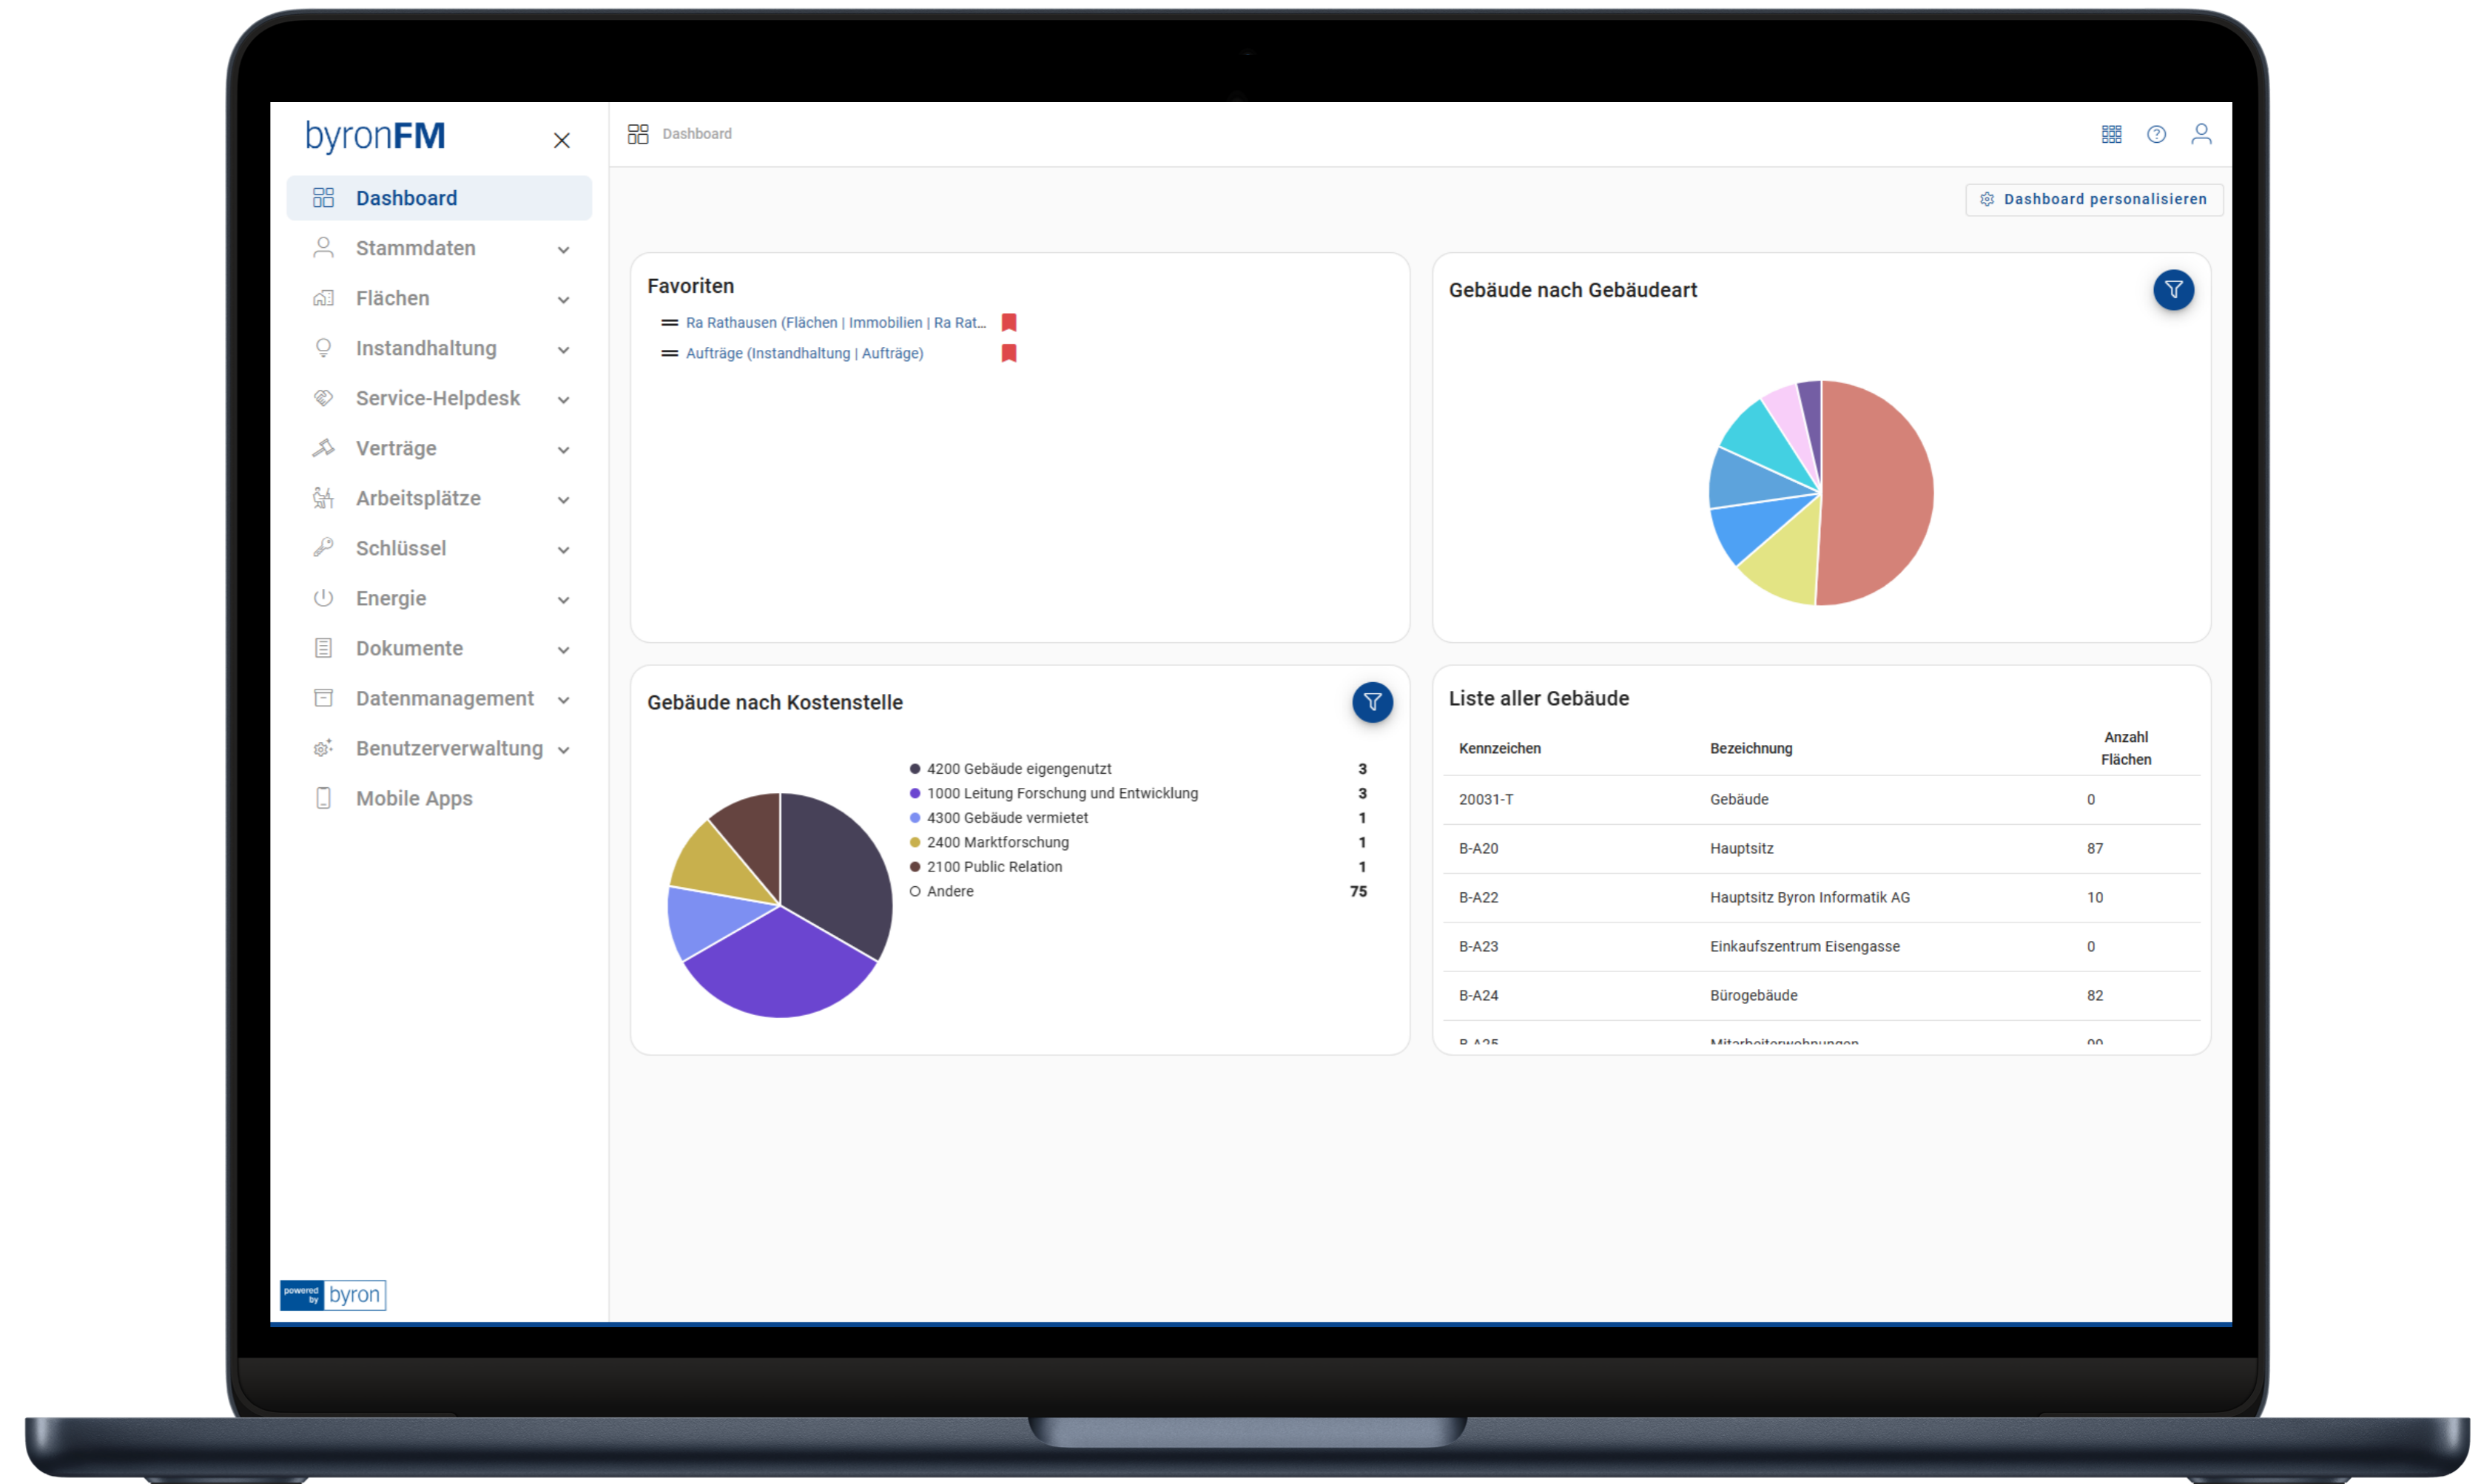 byronFM
Dashboard
Stammdaten
Flächen
Instandhaltung
Service-Helpdesk
Verträge
Arbeitsplätze
Schlüssel
Energie
Dokumente
Datenmanagement
Benutzerverwaltung
Mobile Apps
powered by byron
Dashboard
Dashboard personalisieren
Favoriten
Ra Rathausen (Flächen | Immobilien | Ra Rat...
Aufträge (Instandhaltung | Aufträge)
Gebäude nach Gebäudeart
Gebäude nach Kostenstelle
4200 Gebäude eigengenutzt 3
1000 Leitung Forschung und Entwicklung 3
4300 Gebäude vermietet 1
2400 Marktforschung 1
2100 Public Relation 1
Andere 75
Liste aller Gebäude
Kennzeichen Bezeichnung Anzahl Flächen
20031-T Gebäude 0
B-A20 Hauptsitz 87
B-A22 Hauptsitz Byron Informatik AG 10
B-A23 Einkaufszentrum Eisengasse 0
B-A24 Bürogebäude 82
B-A25 Mitarbeiterwohnungen